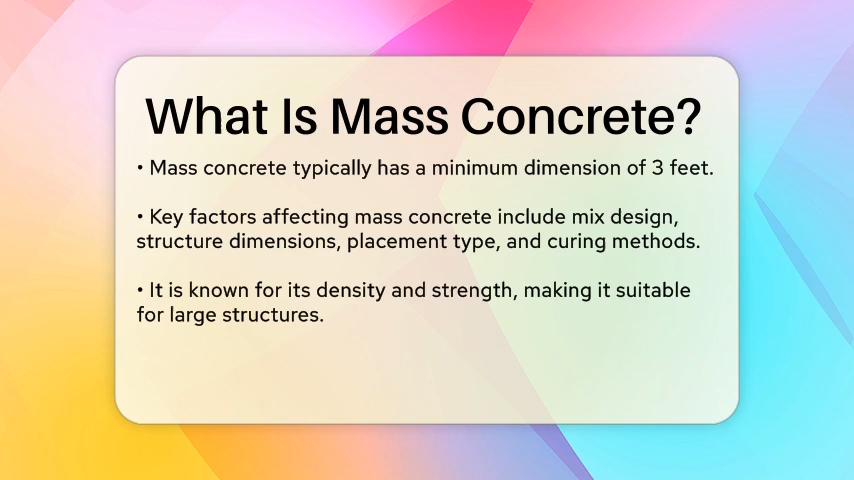 What Is Mass Concrete?
• Mass concrete typically has a minimum dimension of 3 feet.
• Key factors affecting mass concrete include mix design,
structure dimensions, placement type, and curing methods.
• It is known for its density and strength, making it suitable
for large structures.